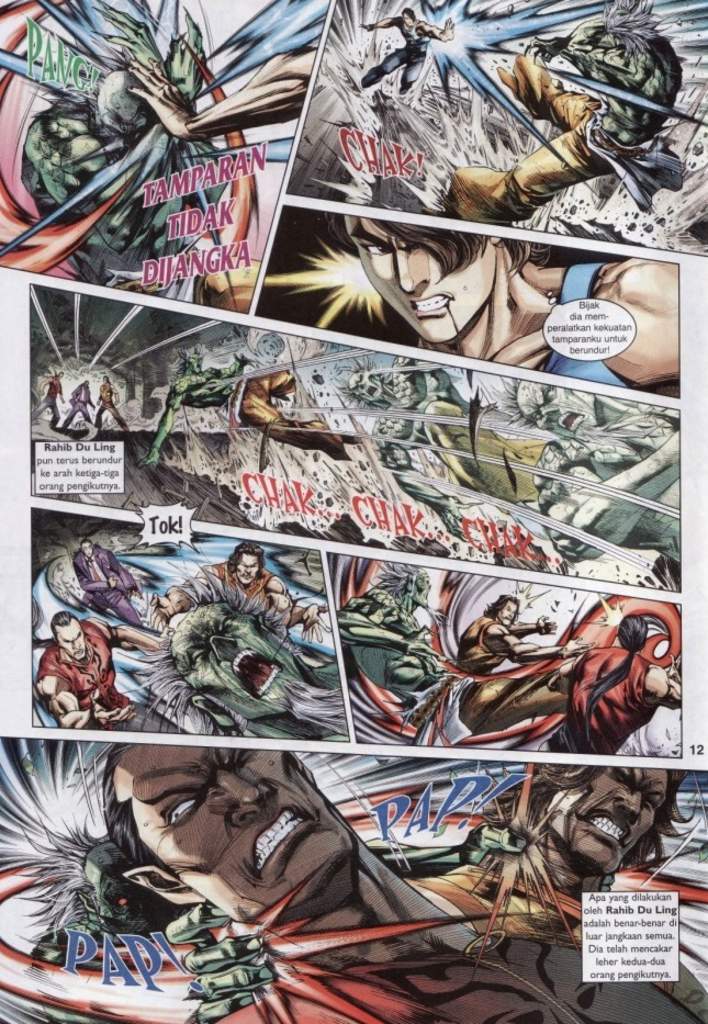 PANG!
TAMPARAN
TIDAK
DIJANGKA
CHAK!
Bijak
dia mem-
peralatkan kekuatan
tamparanku untuk
berundur!
Rahib Du Ling
pun terus berundur
ke arah ketiga-tiga
orang pengikutnya.
CHAK... CHAK... CHAK...
Tok!
12
PAP!
PAP!
Apa yang dilakukan
oleh Rahib Du Ling
adalah benar-benar di
luar jangkaan semua.
Dia telah mencakar
leher kedua-dua
orang pengikutnya.